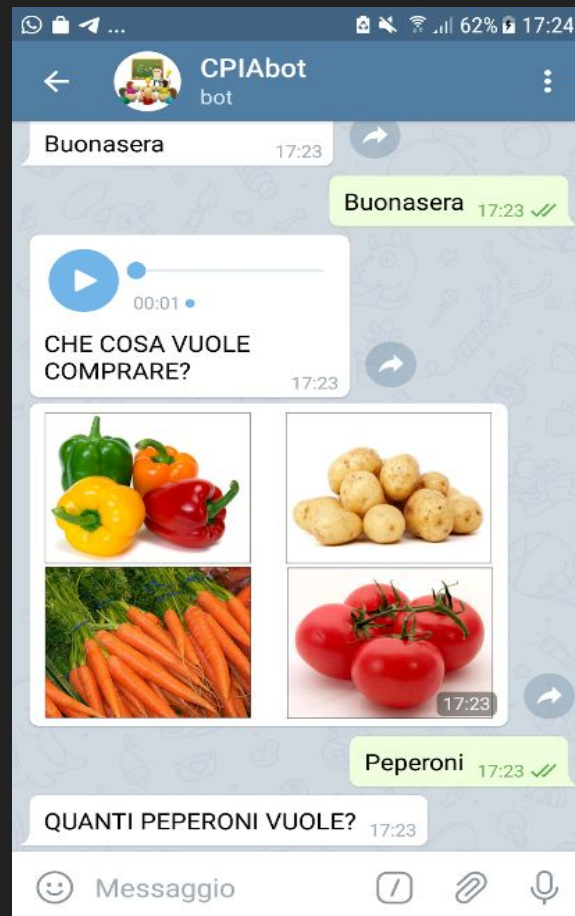 ... 62% 17:24
CPIAbot
bot
Buonasera 17:23
Buonasera 17:23
00:01
CHE COSA VUOLE
COMPRARE? 17:23
17:23
Peperoni 17:23
QUANTI PEPERONI VUOLE? 17:23
Messaggio /